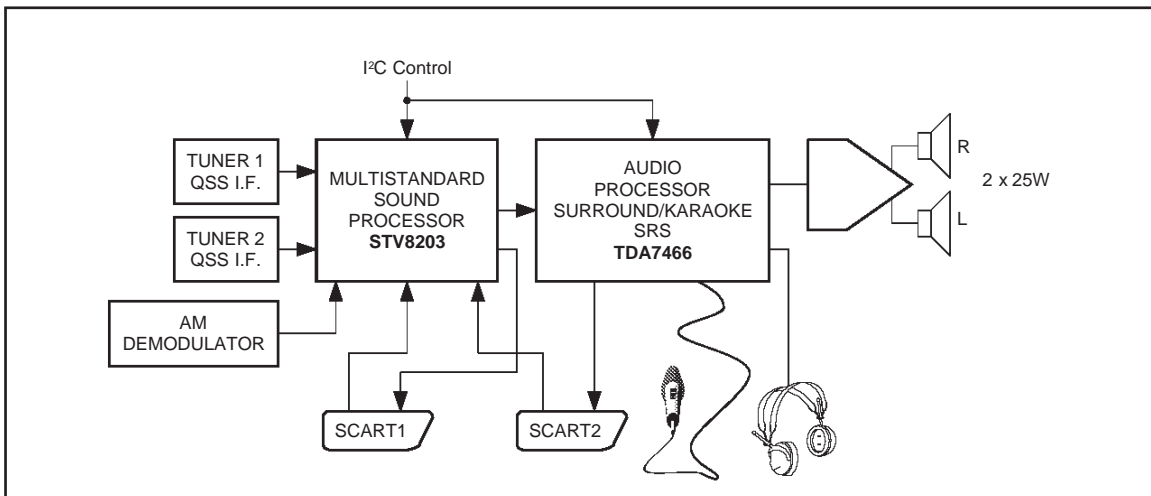 I²C Control
TUNER 1
QSS I.F.
TUNER 2
QSS I.F.
AM
DEMODULATOR
MULTISTANDARD
SOUND
PROCESSOR
STV8203
AUDIO
PROCESSOR
SURROUND/KARAOKE
SRS
TDA7466
R
L
2 x 25W
SCART1
SCART2